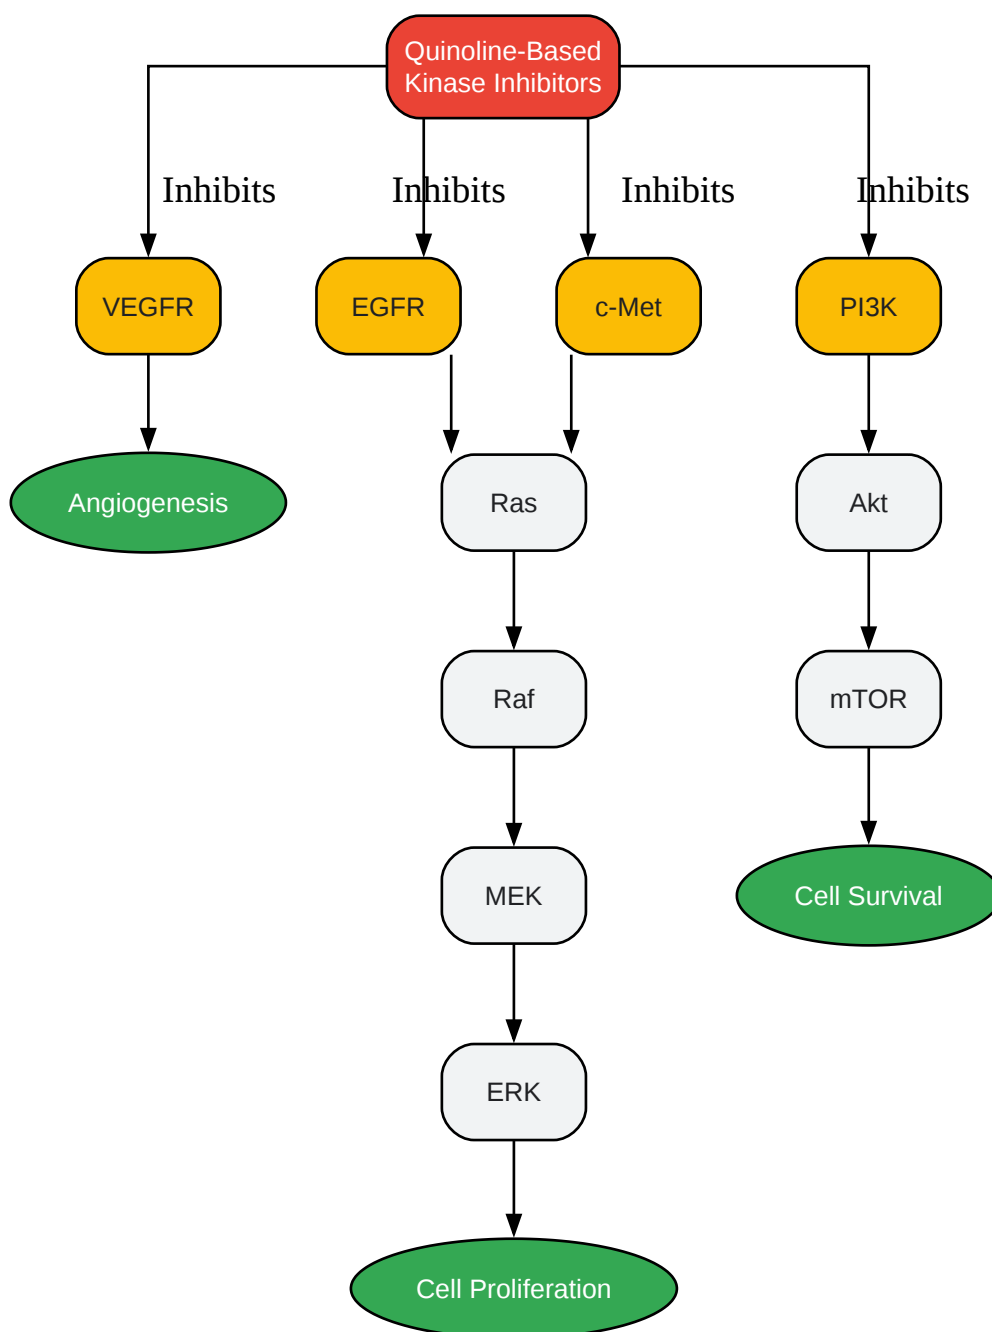 Quinoline-Based
Kinase Inhibitors
Inhibits
Inhibits
Inhibits
Inhibits
VEGFR
EGFR
c-Met
PI3K
Angiogenesis
Ras
Akt
Raf
mTOR
MEK
Cell Survival
ERK
Cell Proliferation